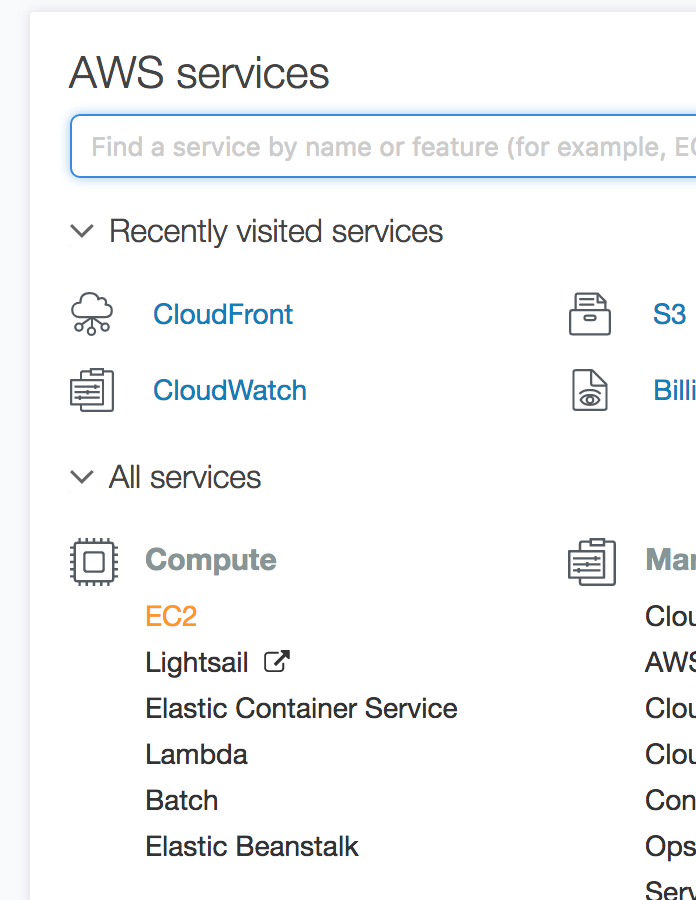 AWS services
Find a service by name or feature (for example, EC
Recently visited services
CloudFront
S3
CloudWatch
Billi
All services
Compute
EC2
Lightsail
Elastic Container Service
Lambda
Batch
Elastic Beanstalk
Man
Clou
AWS
Clou
Clou
Con
Ops
Serv